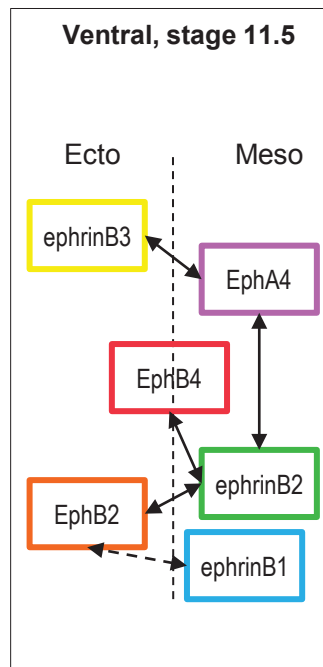 Ventral, stage 11.5
Ecto Meso
ephrinB3
EphA4
EphB4
ephrinB2
EphB2
ephrinB1